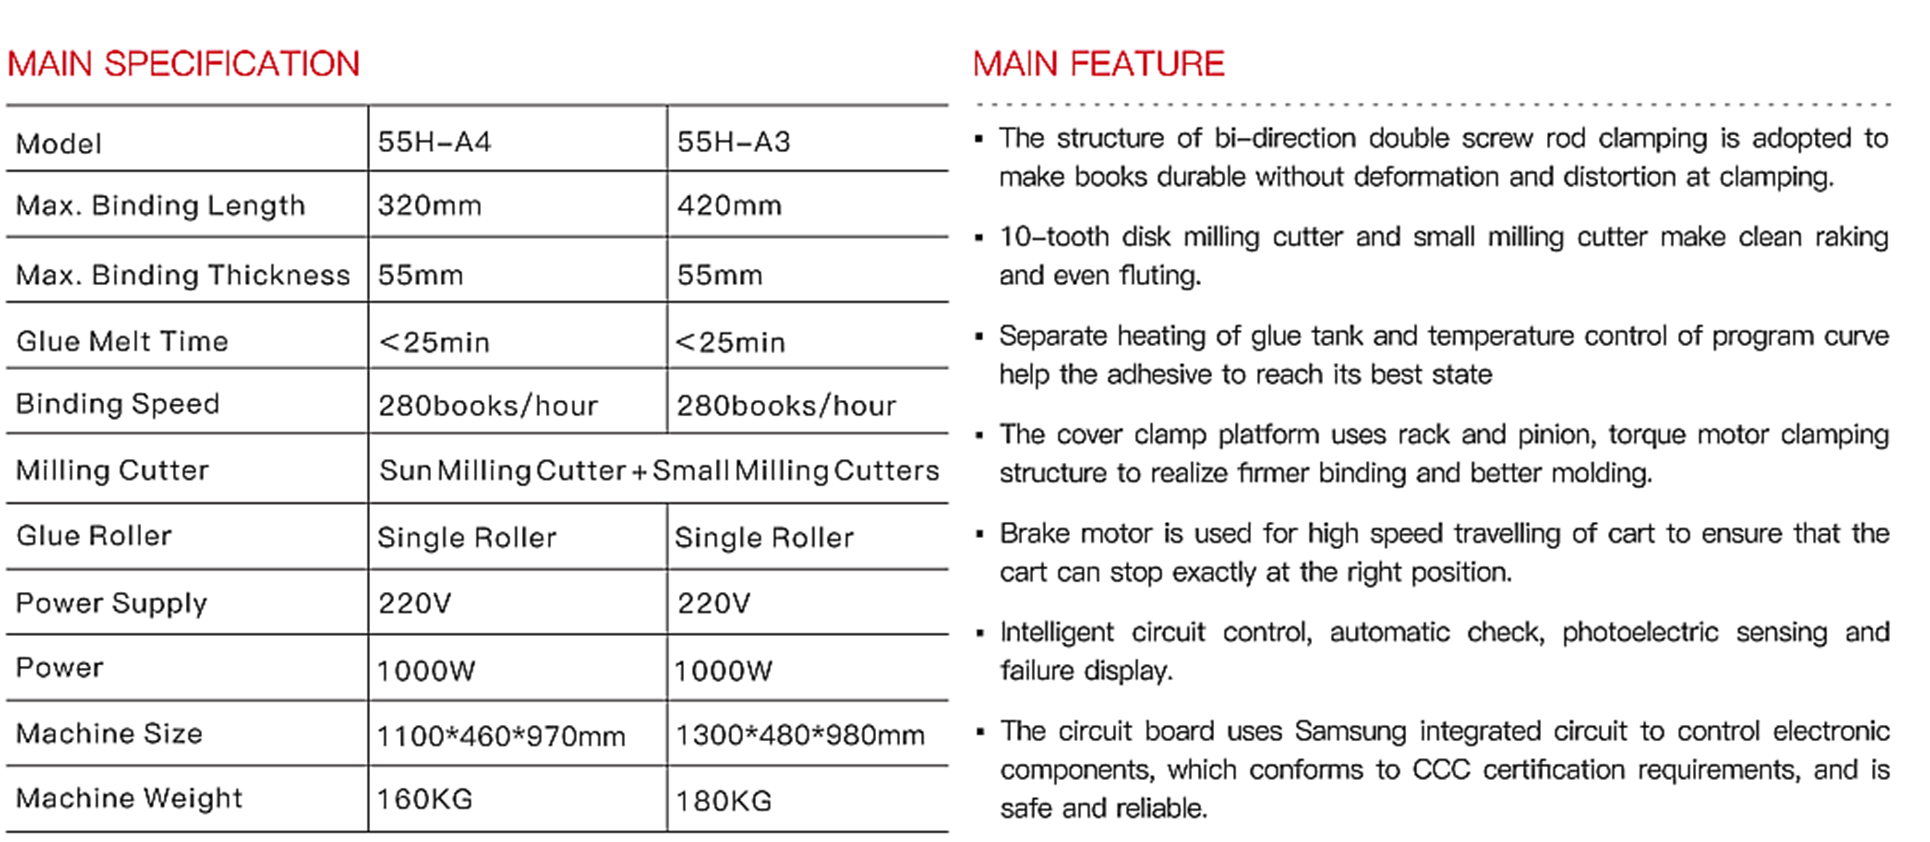 MAIN SPECIFICATION
Model 55H-A4 55H-A3
Max. Binding Length 320mm 420mm
Max. Binding Thickness 55mm 55mm
Glue Melt Time <25min <25min
Binding Speed 280books/hour 280books/hour
Milling Cutter Sun Milling Cutter + Small Milling Cutters
Glue Roller Single Roller Single Roller
Power Supply 220V 220V
Power 1000W 1000W
Machine Size 1100*460*970mm 1300*480*980mm
Machine Weight 160KG 180KG
MAIN FEATURE
▪ The structure of bi-direction double screw rod clamping is adopted to
make books durable without deformation and distortion at clamping.
▪ 10-tooth disk milling cutter and small milling cutter make clean raking
and even fluting.
▪ Separate heating of glue tank and temperature control of program curve
help the adhesive to reach its best state
▪ The cover clamp platform uses rack and pinion, torque motor clamping
structure to realize firmer binding and better molding.
▪ Brake motor is used for high speed travelling of cart to ensure that the
cart can stop exactly at the right position.
▪ Intelligent circuit control, automatic check, photoelectric sensing and
failure display.
▪ The circuit board uses Samsung integrated circuit to control electronic
components, which conforms to CCC certification requirements, and is
safe and reliable.